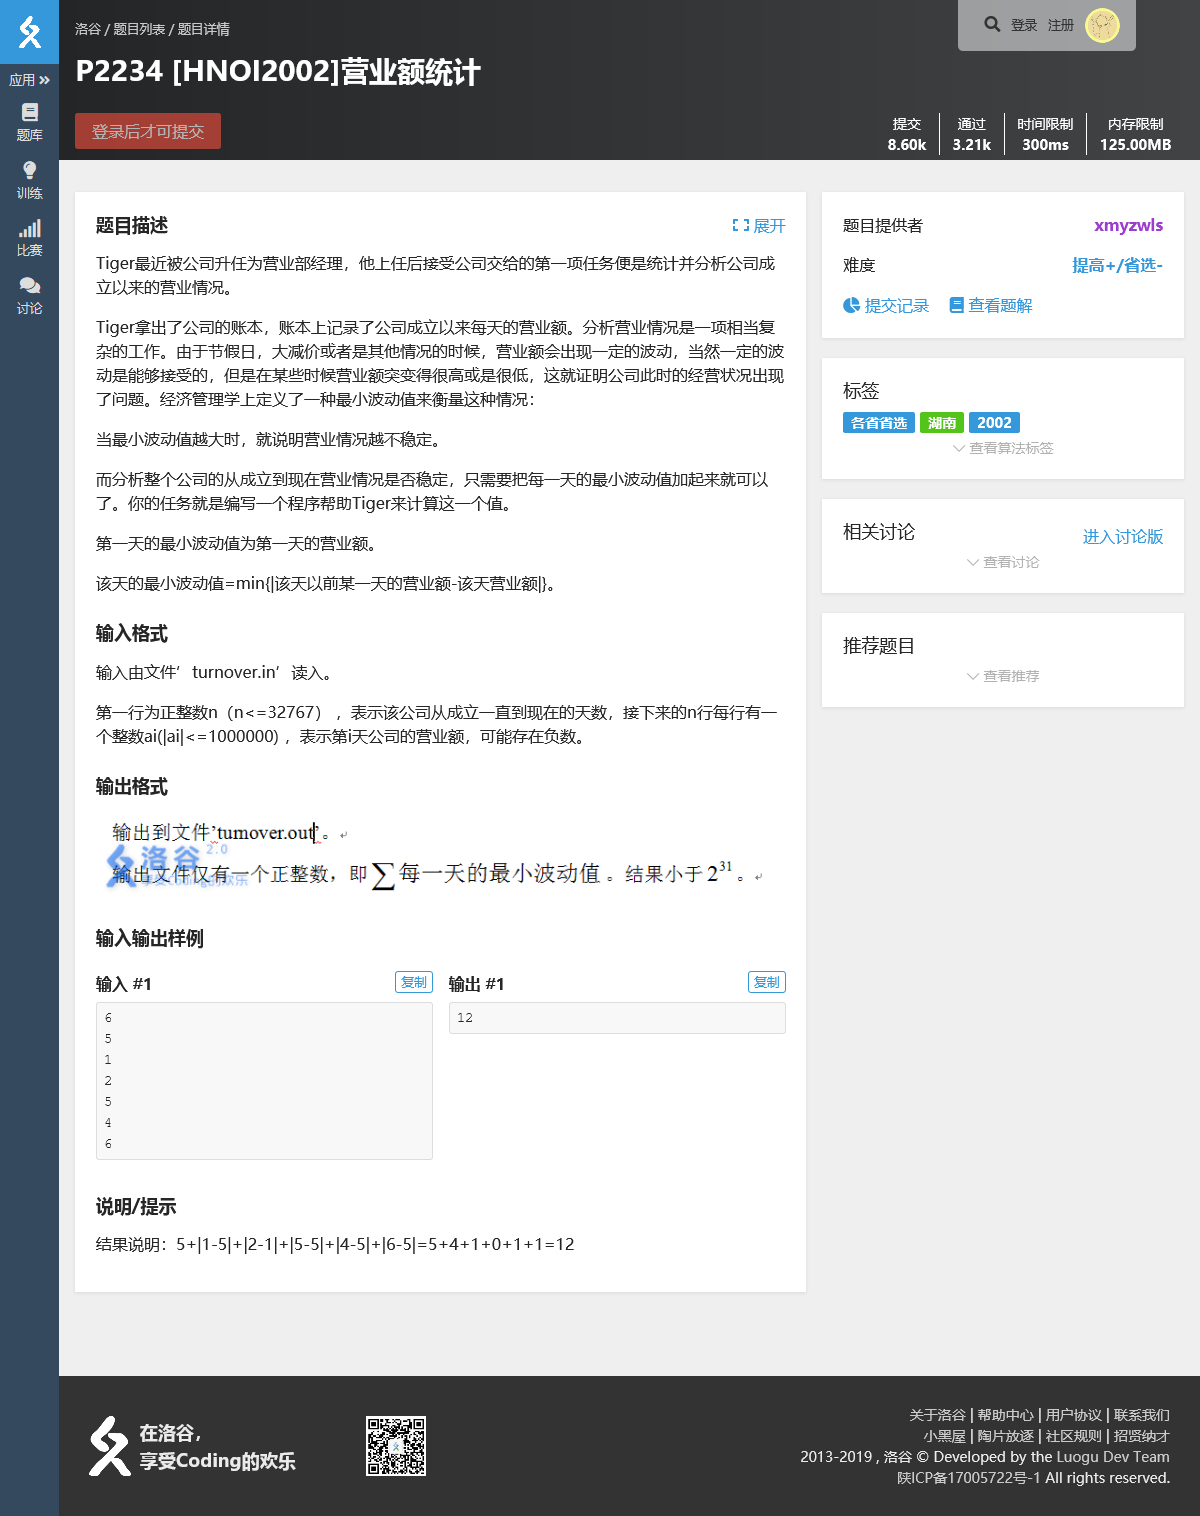 洛谷 / 题目列表 / 题目详情
登录 注册
P2234 [HNOI2002]营业额统计
登录后才可提交
提交 通过 时间限制 内存限制
8.60k 3.21k 300ms 125.00MB
应用
题库
训练
比赛
讨论
题目描述 展开
Tiger最近被公司升任为营业部经理，他上任后接受公司交给的第一项任务便是统计并分析公司成
立以来的营业情况。
Tiger拿出了公司的账本，账本上记录了公司成立以来每天的营业额。分析营业情况是一项相当复
杂的工作。由于节假日，大减价或者是其他情况的时候，营业额会出现一定的波动，当然一定的波
动是能够接受的，但是在某些时候营业额突变得很高或是很低，这就证明公司此时的经营状况出现
了问题。经济管理学上定义了一种最小波动值来衡量这种情况：
当最小波动值越大时，就说明营业情况越不稳定。
而分析整个公司的从成立到现在营业情况是否稳定，只需要把每一天的最小波动值加起来就可以
了。你的任务就是编写一个程序帮助Tiger来计算这一个值。
第一天的最小波动值为第一天的营业额。
该天的最小波动值=min{|该天以前某一天的营业额-该天营业额|}。
输入格式
输入由文件’turnover.in’读入。
第一行为正整数n（n<=32767） ，表示该公司从成立一直到现在的天数，接下来的n行每行有一
个整数ai(|ai|<=1000000) ，表示第i天公司的营业额，可能存在负数。
输出格式
输出到文件’turnover.out’。
洛谷 2.0
享受Coding的欢乐
输出文件仅有一个正整数，即∑每一天的最小波动值。结果小于2^31。
输入输出样例
输入 #1 复制
6
5
1
2
5
4
6
输出 #1 复制
12
说明/提示
结果说明：5+|1-5|+|2-1|+|5-5|+|4-5|+|6-5|=5+4+1+0+1+1=12
题目提供者 xmyzwls
难度 提高+/省选-
提交记录 查看题解
标签
各省省选 湖南 2002
查看算法标签
相关讨论 进入讨论版
查看讨论
推荐题目
查看推荐
在洛谷，
享受Coding的欢乐
关于洛谷 | 帮助中心 | 用户协议 | 联系我们
小黑屋 | 陶片放逐 | 社区规则 | 招贤纳才
2013-2019 , 洛谷 © Developed by the Luogu Dev Team
陕ICP备17005722号-1 All rights reserved.